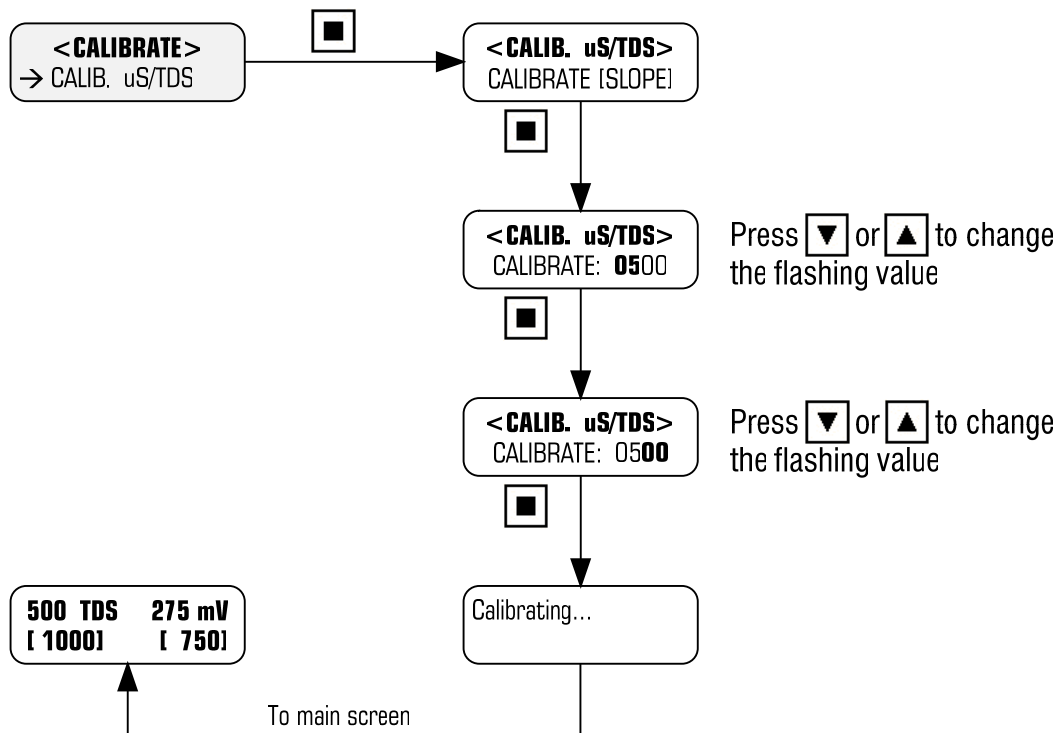 <CALIBRATE>
→ CALIB. uS/TDS
<CALIB. uS/TDS>
CALIBRATE [SLOPE]
<CALIB. uS/TDS>
CALIBRATE: 0500
Press ▼ or ▲ to change
the flashing value
<CALIB. uS/TDS>
CALIBRATE: 0500
Press ▼ or ▲ to change
the flashing value
500 TDS 275 mV
[ 1000] [ 750]
Calibrating...
To main screen